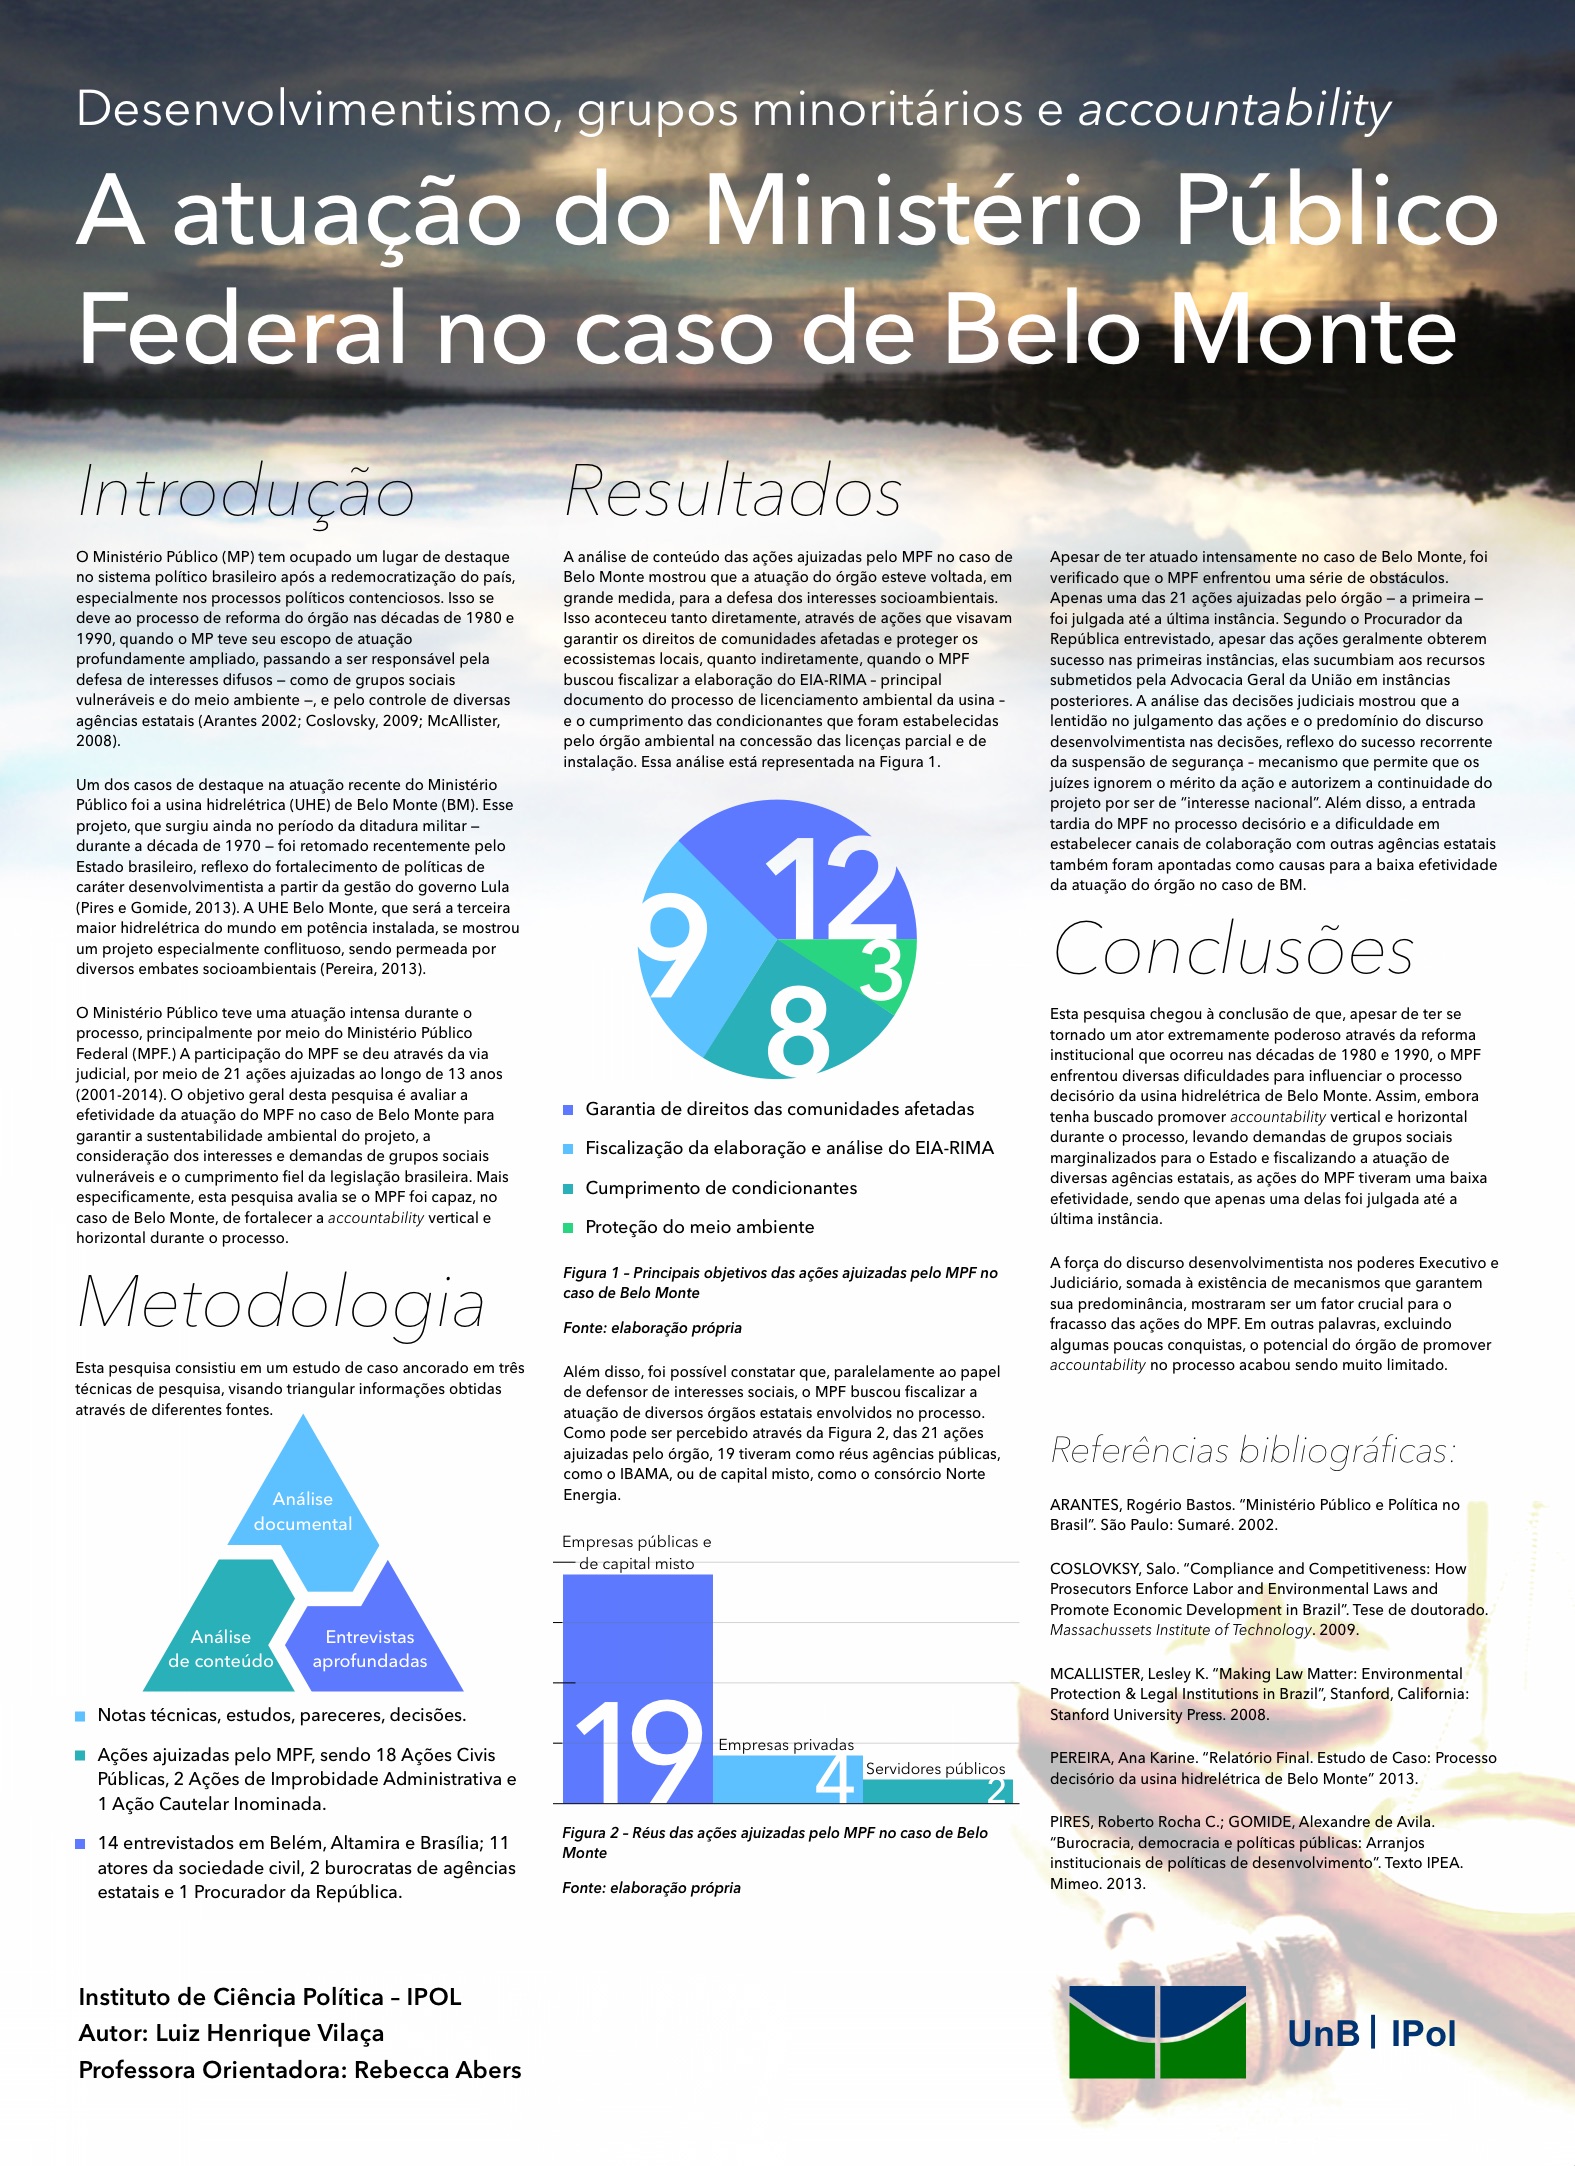 Desenvolvimentismo, grupos minoritários e accountability
A atuação do Ministério Público
Federal no caso de Belo Monte
Introdução
O Ministério Público (MP) tem ocupado um lugar de destaque
no sistema político brasileiro após a redemocratização do país,
especialmente nos processos políticos contenciosos. Isso se
deve ao processo de reforma do órgão nas décadas de 1980 e
1990, quando o MP teve seu escopo de atuação
profundamente ampliado, passando a ser responsável pela
defesa de interesses difusos – como de grupos sociais
vulneráveis e do meio ambiente –, e pelo controle de diversas
agências estatais (Arantes 2002; Coslovsky, 2009; McAllister,
2008).
Um dos casos de destaque na atuação recente do Ministério
Público foi a usina hidrelétrica (UHE) de Belo Monte (BM). Esse
projeto, que surgiu ainda no período da ditadura militar –
durante a década de 1970 – foi retomado recentemente pelo
Estado brasileiro, reflexo do fortalecimento de políticas de
caráter desenvolvimentista a partir da gestão do governo Lula
(Pires e Gomide, 2013). A UHE Belo Monte, que será a terceira
maior hidrelétrica do mundo em potência instalada, se mostrou
um projeto especialmente conflituoso, sendo permeada por
diversos embates socioambientais (Pereira, 2013).
O Ministério Público teve uma atuação intensa durante o
processo, principalmente por meio do Ministério Público
Federal (MPF.) A participação do MPF se deu através da via
judicial, por meio de 21 ações ajuizadas ao longo de 13 anos
(2001-2014). O objetivo geral desta pesquisa é avaliar a
efetividade da atuação do MPF no caso de Belo Monte para
garantir a sustentabilidade ambiental do projeto, a
consideração dos interesses e demandas de grupos sociais
vulneráveis e o cumprimento fiel da legislação brasileira. Mais
especificamente, esta pesquisa avalia se o MPF foi capaz, no
caso de Belo Monte, de fortalecer a accountability vertical e
horizontal durante o processo.
Metodologia
Esta pesquisa consistiu em um estudo de caso ancorado em três
técnicas de pesquisa, visando triangular informações obtidas
através de diferentes fontes.
Análise
documental
Análise
de conteúdo
Entrevistas
aprofundadas
Notas técnicas, estudos, pareceres, decisões.
Ações ajuizadas pelo MPF, sendo 18 Ações Civis
Públicas, 2 Ações de Improbidade Administrativa e
1 Ação Cautelar Inominada.
14 entrevistados em Belém, Altamira e Brasília; 11
atores da sociedade civil, 2 burocratas de agências
estatais e 1 Procurador da República.
Resultados
A análise de conteúdo das ações ajuizadas pelo MPF no caso de
Belo Monte mostrou que a atuação do órgão esteve voltada, em
grande medida, para a defesa dos interesses socioambientais.
Isso aconteceu tanto diretamente, através de ações que visavam
garantir os direitos de comunidades afetadas e proteger os
ecossistemas locais, quanto indiretamente, quando o MPF
buscou fiscalizar a elaboração do EIA-RIMA – principal
documento do processo de licenciamento ambiental da usina –
e o cumprimento das condicionantes que foram estabelecidas
pelo órgão ambiental na concessão das licenças parcial e de
instalação. Essa análise está representada na Figura 1.
12
9
3
8
Garantia de direitos das comunidades afetadas
Fiscalização da elaboração e análise do EIA-RIMA
Cumprimento de condicionantes
Proteção do meio ambiente
Figura 1 – Principais objetivos das ações ajuizadas pelo MPF no
caso de Belo Monte
Fonte: elaboração própria
Além disso, foi possível constatar que, paralelamente ao papel
de defensor de interesses sociais, o MPF buscou fiscalizar a
atuação de diversos órgãos estatais envolvidos no processo.
Como pode ser percebido através da Figura 2, das 21 ações
ajuizadas pelo órgão, 19 tiveram como réus agências públicas,
como o IBAMA, ou de capital misto, como o consórcio Norte
Energia.
Empresas públicas e
de capital misto
19
Empresas privadas
4
Servidores públicos
2
Figura 2 – Réus das ações ajuizadas pelo MPF no caso de Belo
Monte
Fonte: elaboração própria
Apesar de ter atuado intensamente no caso de Belo Monte, foi
verificado que o MPF enfrentou uma série de obstáculos.
Apenas uma das 21 ações ajuizadas pelo órgão – a primeira –
foi julgada até a última instância. Segundo o Procurador da
República entrevistado, apesar das ações geralmente obterem
sucesso nas primeiras instâncias, elas sucumbiam aos recursos
submetidos pela Advocacia Geral da União em instâncias
posteriores. A análise das decisões judiciais mostrou que a
lentidão no julgamento das ações e o predomínio do discurso
desenvolvimentista nas decisões, reflexo do sucesso recorrente
da suspensão de segurança – mecanismo que permite que os
juízes ignorem o mérito da ação e autorizem a continuidade do
projeto por ser de "interesse nacional". Além disso, a entrada
tardia do MPF no processo decisório e a dificuldade em
estabelecer canais de colaboração com outras agências estatais
também foram apontadas como causas para a baixa efetividade
da atuação do órgão no caso de BM.
Conclusões
Esta pesquisa chegou à conclusão de que, apesar de ter se
tornado um ator extremamente poderoso através da reforma
institucional que ocorreu nas décadas de 1980 e 1990, o MPF
enfrentou diversas dificuldades para influenciar o processo
decisório da usina hidrelétrica de Belo Monte. Assim, embora
tenha buscado promover accountability vertical e horizontal
durante o processo, levando demandas de grupos sociais
marginalizados para o Estado e fiscalizando a atuação de
diversas agências estatais, as ações do MPF tiveram uma baixa
efetividade, sendo que apenas uma delas foi julgada até a
última instância.
A força do discurso desenvolvimentista nos poderes Executivo e
Judiciário, somada à existência de mecanismos que garantem
sua predominância, mostraram ser um fator crucial para o
fracasso das ações do MPF. Em outras palavras, excluindo
algumas poucas conquistas, o potencial do órgão de promover
accountability no processo acabou sendo muito limitado.
Referências bibliográficas:
ARANTES, Rogério Bastos. "Ministério Público e Política no
Brasil". São Paulo: Sumaré. 2002.
COSLOVKSY, Salo. "Compliance and Competitiveness: How
Prosecutors Enforce Labor and Environmental Laws and
Promote Economic Development in Brazil". Tese de doutorado.
Massachussets Institute of Technology. 2009.
MCALLISTER, Lesley K. "Making Law Matter: Environmental
Protection & Legal Institutions in Brazil", Stanford, California:
Stanford University Press. 2008.
PEREIRA, Ana Karine. "Relatório Final. Estudo de Caso: Processo
decisório da usina hidrelétrica de Belo Monte" 2013.
PIRES, Roberto Rocha C.; GOMIDE, Alexandre de Avila.
"Burocracia, democracia e políticas públicas: Arranjos
institucionais de políticas de desenvolvimento". Texto IPEA.
Mimeo. 2013.
Instituto de Ciência Política – IPOL
Autor: Luiz Henrique Vilaça
Professora Orientadora: Rebecca Abers
UnB | IPol